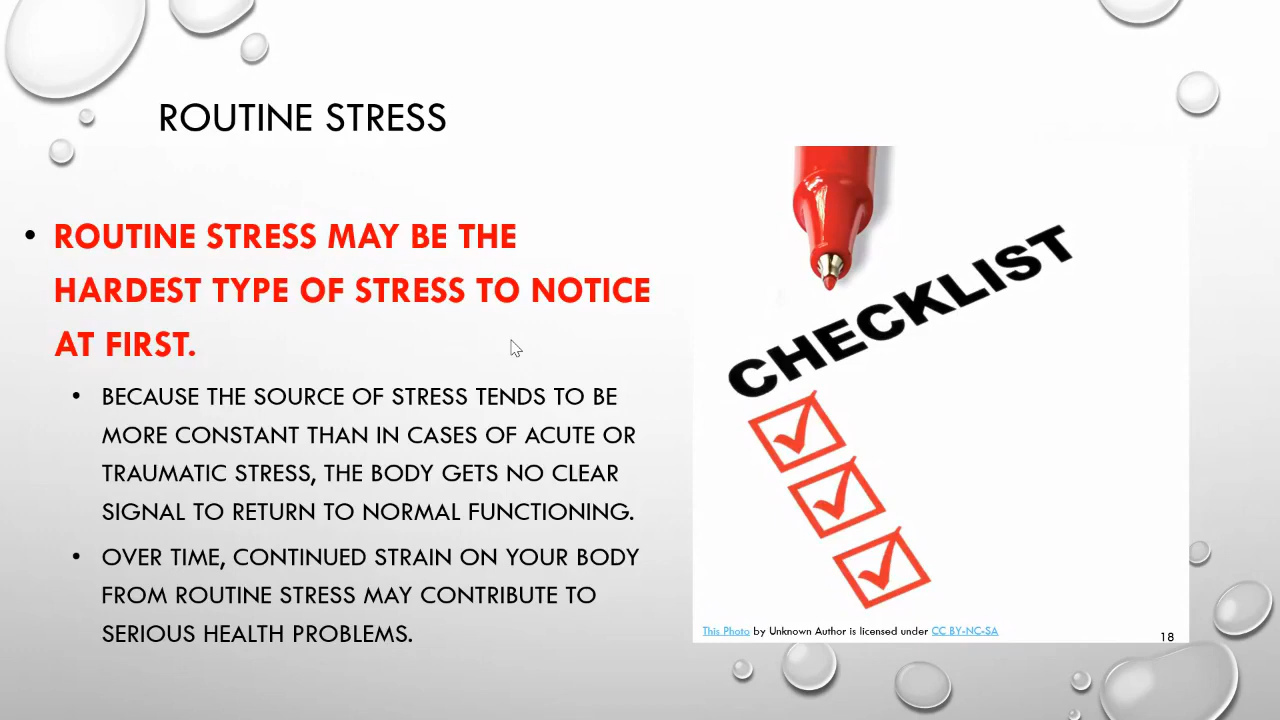 ROUTINE STRESS
• ROUTINE STRESS MAY BE THE
HARDEST TYPE OF STRESS TO NOTICE
AT FIRST.
• BECAUSE THE SOURCE OF STRESS TENDS TO BE
MORE CONSTANT THAN IN CASES OF ACUTE OR
TRAUMATIC STRESS, THE BODY GETS NO CLEAR
SIGNAL TO RETURN TO NORMAL FUNCTIONING.
• OVER TIME, CONTINUED STRAIN ON YOUR BODY
FROM ROUTINE STRESS MAY CONTRIBUTE TO
SERIOUS HEALTH PROBLEMS.
CHECKLIST
This Photo by Unknown Author is licensed under CC BY-NC-SA
18